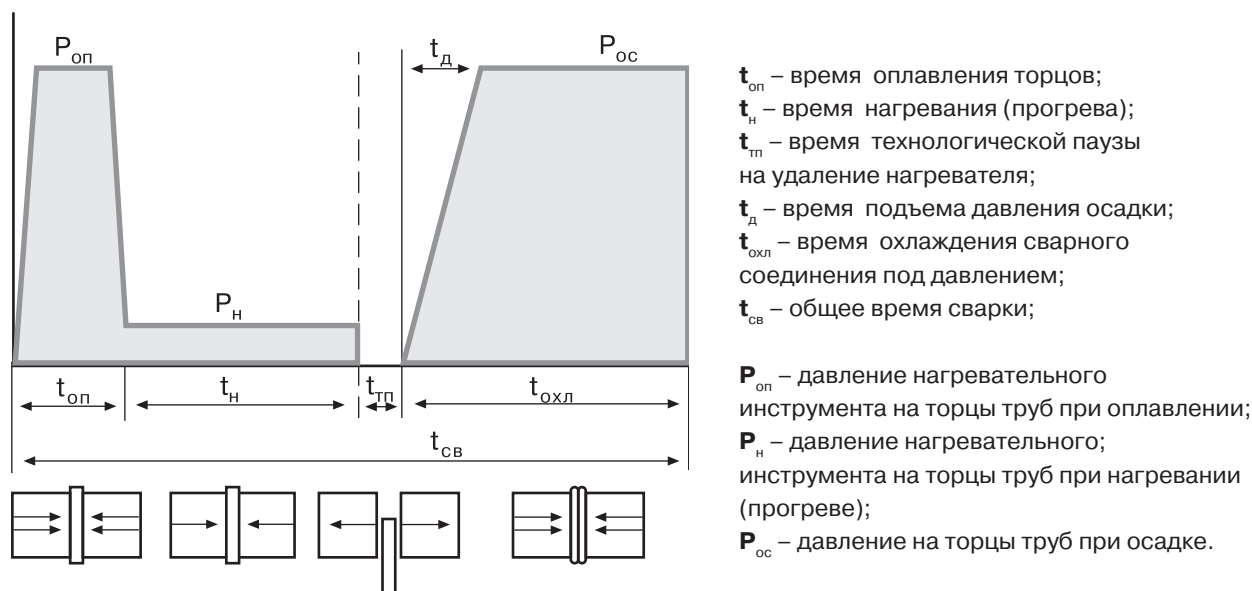 Pоп
tд
Pос
Pн
tоп
tн
tтп
tохл
tсв
tоп – время оплавления торцов;
tн – время нагревания (прогрева);
tтп – время технологической паузы
на удаление нагревателя;
tд – время подъема давления осадки;
tохл – время охлаждения сварного
соединения под давлением;
tсв – общее время сварки;
Pоп – давление нагревательного
инструмента на торцы труб при оплавлении;
Pн – давление нагревательного;
инструмента на торцы труб при нагревании
(прогреве);
Pос – давление на торцы труб при осадке.